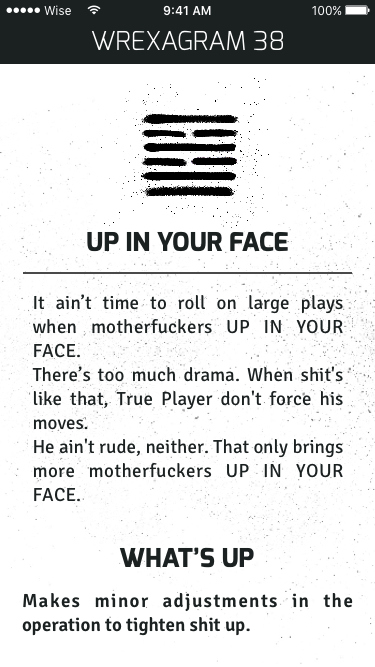 Wise 9:41 AM 100%
WREXAGRAM 38
UP IN YOUR FACE
It ain’t time to roll on large plays
when motherfuckers UP IN YOUR
FACE.
There’s too much drama. When shit's
like that, True Player don't force his
moves.
He ain't rude, neither. That only brings
more motherfuckers UP IN YOUR
FACE.
WHAT’S UP
Makes minor adjustments in the
operation to tighten shit up.